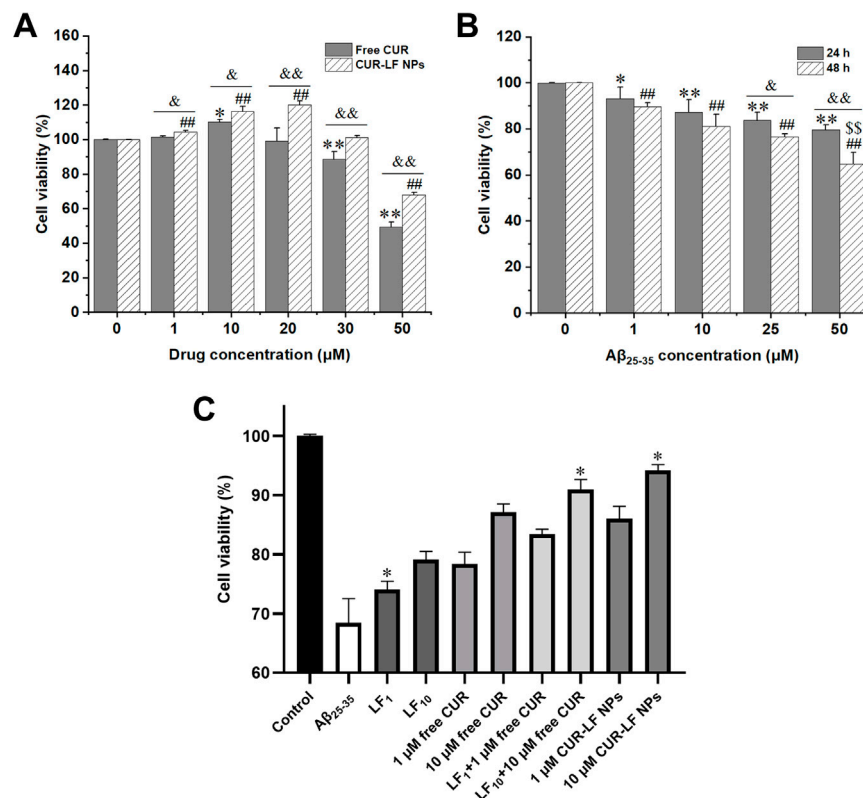 A
Cell viability (%)
160
140
120
100
80
60
40
20
0
Free CUR
CUR-LF NPs
&
##
&
*
##
&&
##
&&
**
##
&&
**
##
0 1 10 20 30 50
Drug concentration (µM)
B
Cell viability (%)
120
100
80
60
40
20
0
24 h
48 h
*
##
**
##
&
**
##
&&
**
$$
##
0 1 10 25 50
Aβ25-35 concentration (µM)
C
Cell viability (%)
100
90
80
70
60
*
*
*
Control
Aβ25-35
LF1
LF10
1 µM free CUR
10 µM free CUR
LF1+1 µM free CUR
LF10+10 µM free CUR
1 µM CUR-LF NPs
10 µM CUR-LF NPs